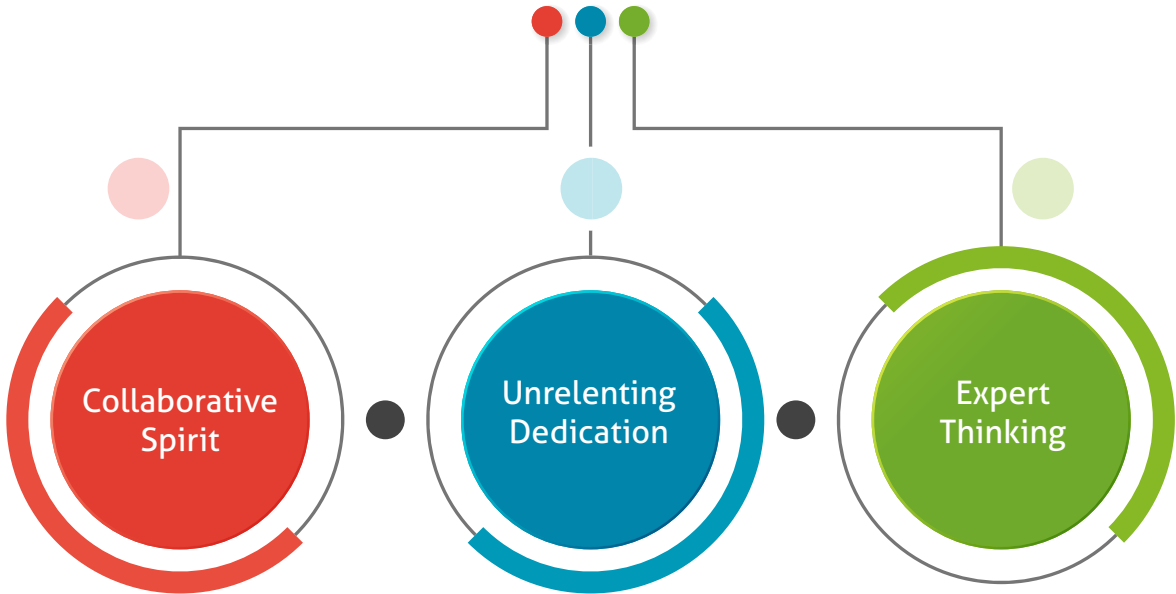 Collaborative
Spirit
Unrelenting
Dedication
Expert
Thinking